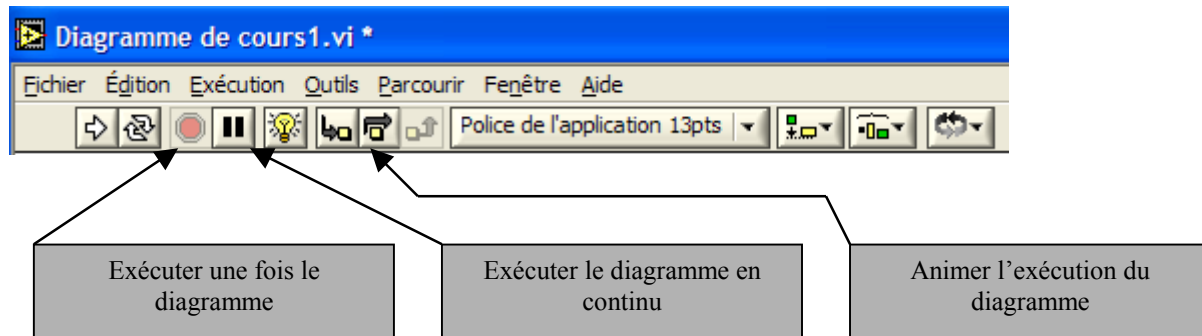 Diagramme de cours1.vi *
Fichier Édition Exécution Outils Parcourir Fenêtre Aide
Police de l'application 13pts
Exécuter une fois le
diagramme
Exécuter le diagramme en
continu
Animer l’exécution du
diagramme